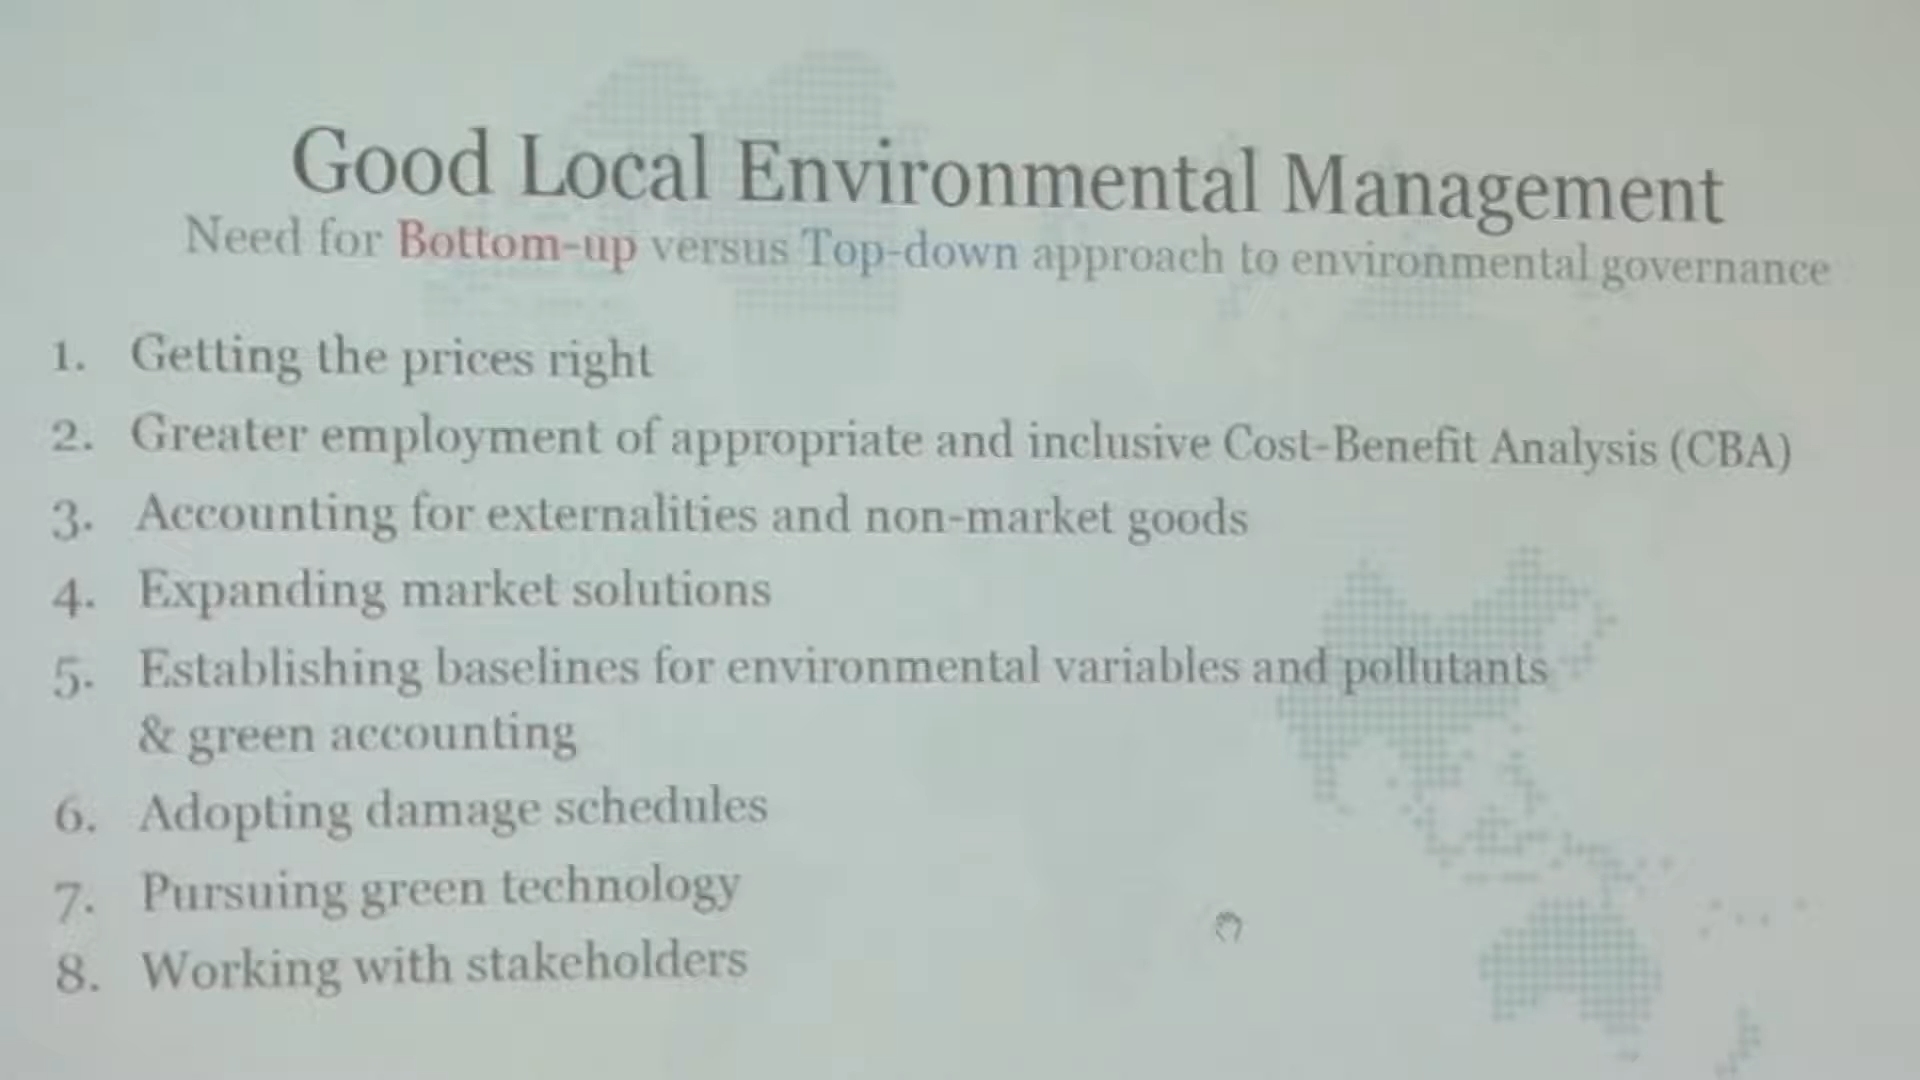 Good Local Environmental Management
Need for Bottom-up versus Top-down approach to environmental governance
1. Getting the prices right
2. Greater employment of appropriate and inclusive Cost-Benefit Analysis (CBA)
3. Accounting for externalities and non-market goods
4. Expanding market solutions
5. Establishing baselines for environmental variables and pollutants
& green accounting
6. Adopting damage schedules
7. Pursuing green technology
8. Working with stakeholders